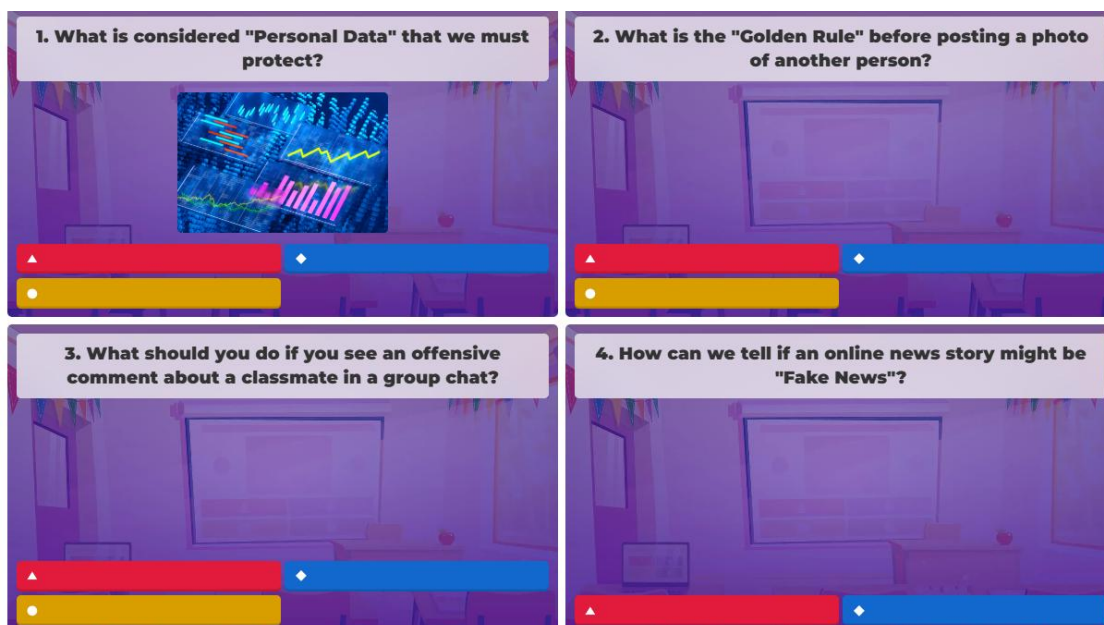 1. What is considered "Personal Data" that we must
protect?
2. What is the "Golden Rule" before posting a photo
of another person?
3. What should you do if you see an offensive
comment about a classmate in a group chat?
4. How can we tell if an online news story might be
"Fake News"?